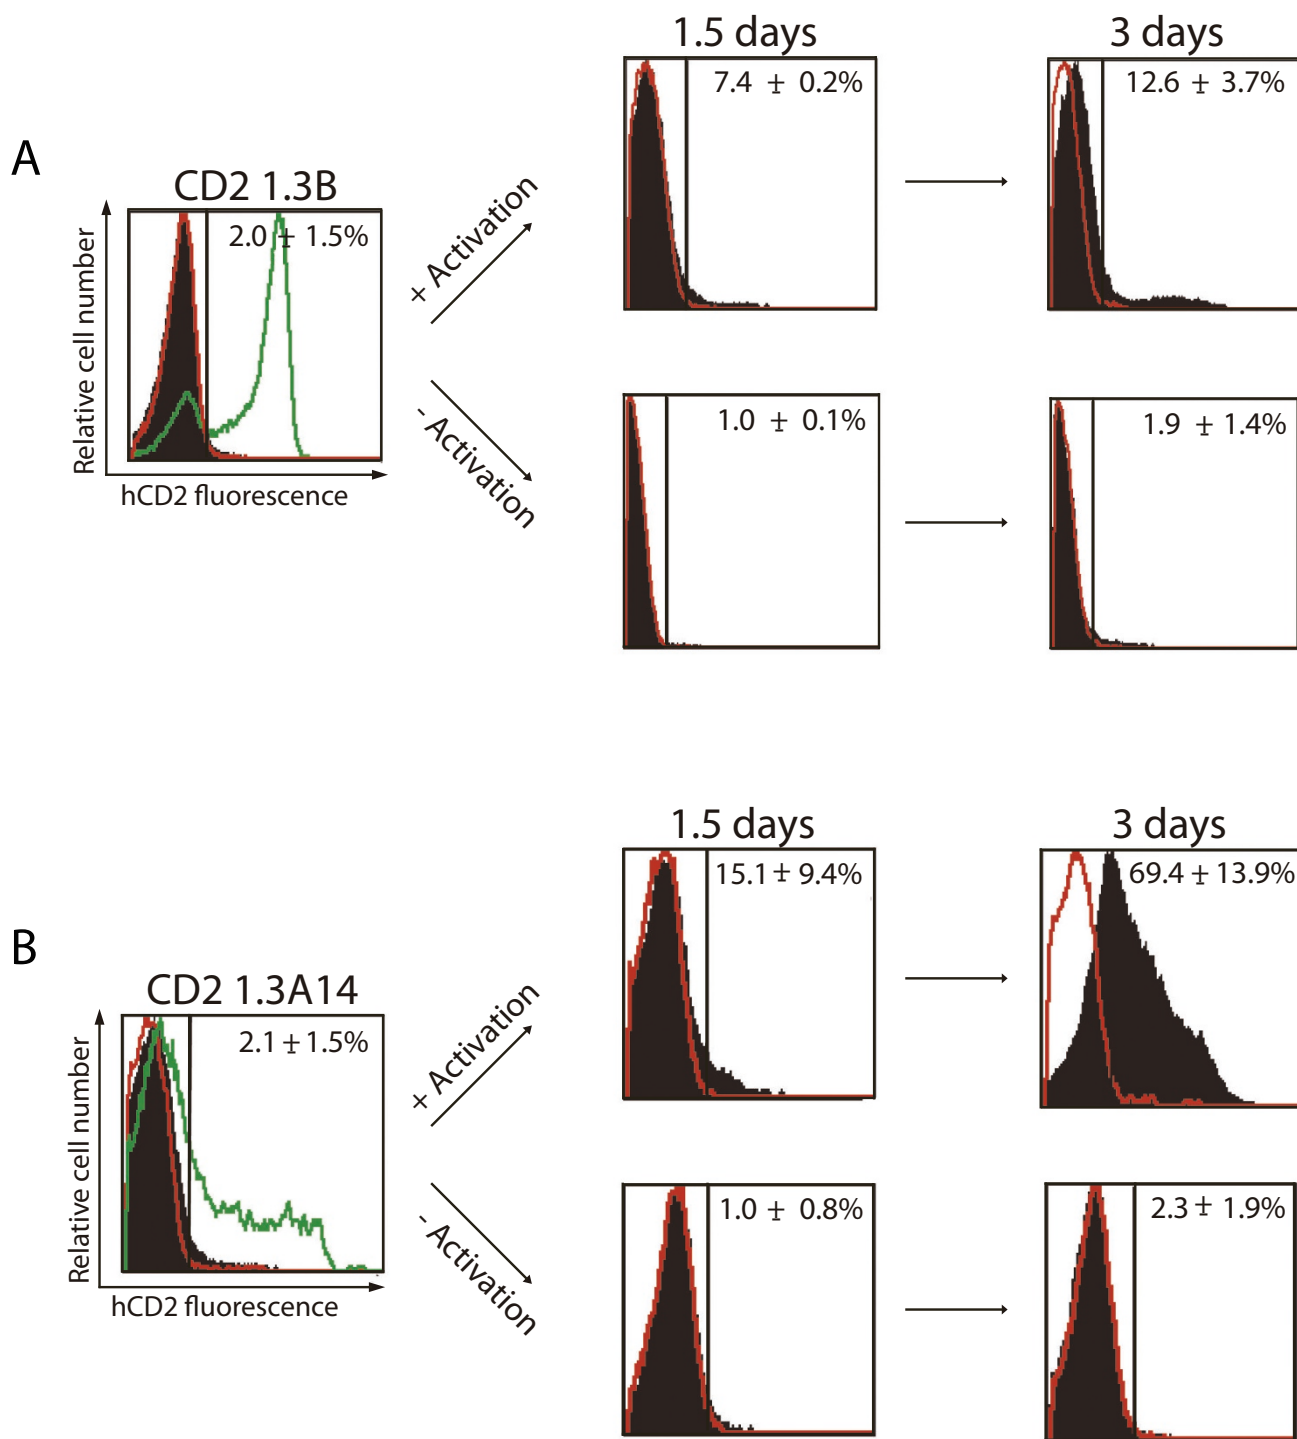 A
CD2 1.3B
2.0 ± 1.5%
Relative cell number
hCD2 fluorescence
+ Activation
- Activation
1.5 days
3 days
7.4 ± 0.2%
12.6 ± 3.7%
1.0 ± 0.1%
1.9 ± 1.4%
B
CD2 1.3A14
2.1 ± 1.5%
Relative cell number
hCD2 fluorescence
+ Activation
- Activation
1.5 days
3 days
15.1 ± 9.4%
69.4 ± 13.9%
1.0 ± 0.8%
2.3 ± 1.9%